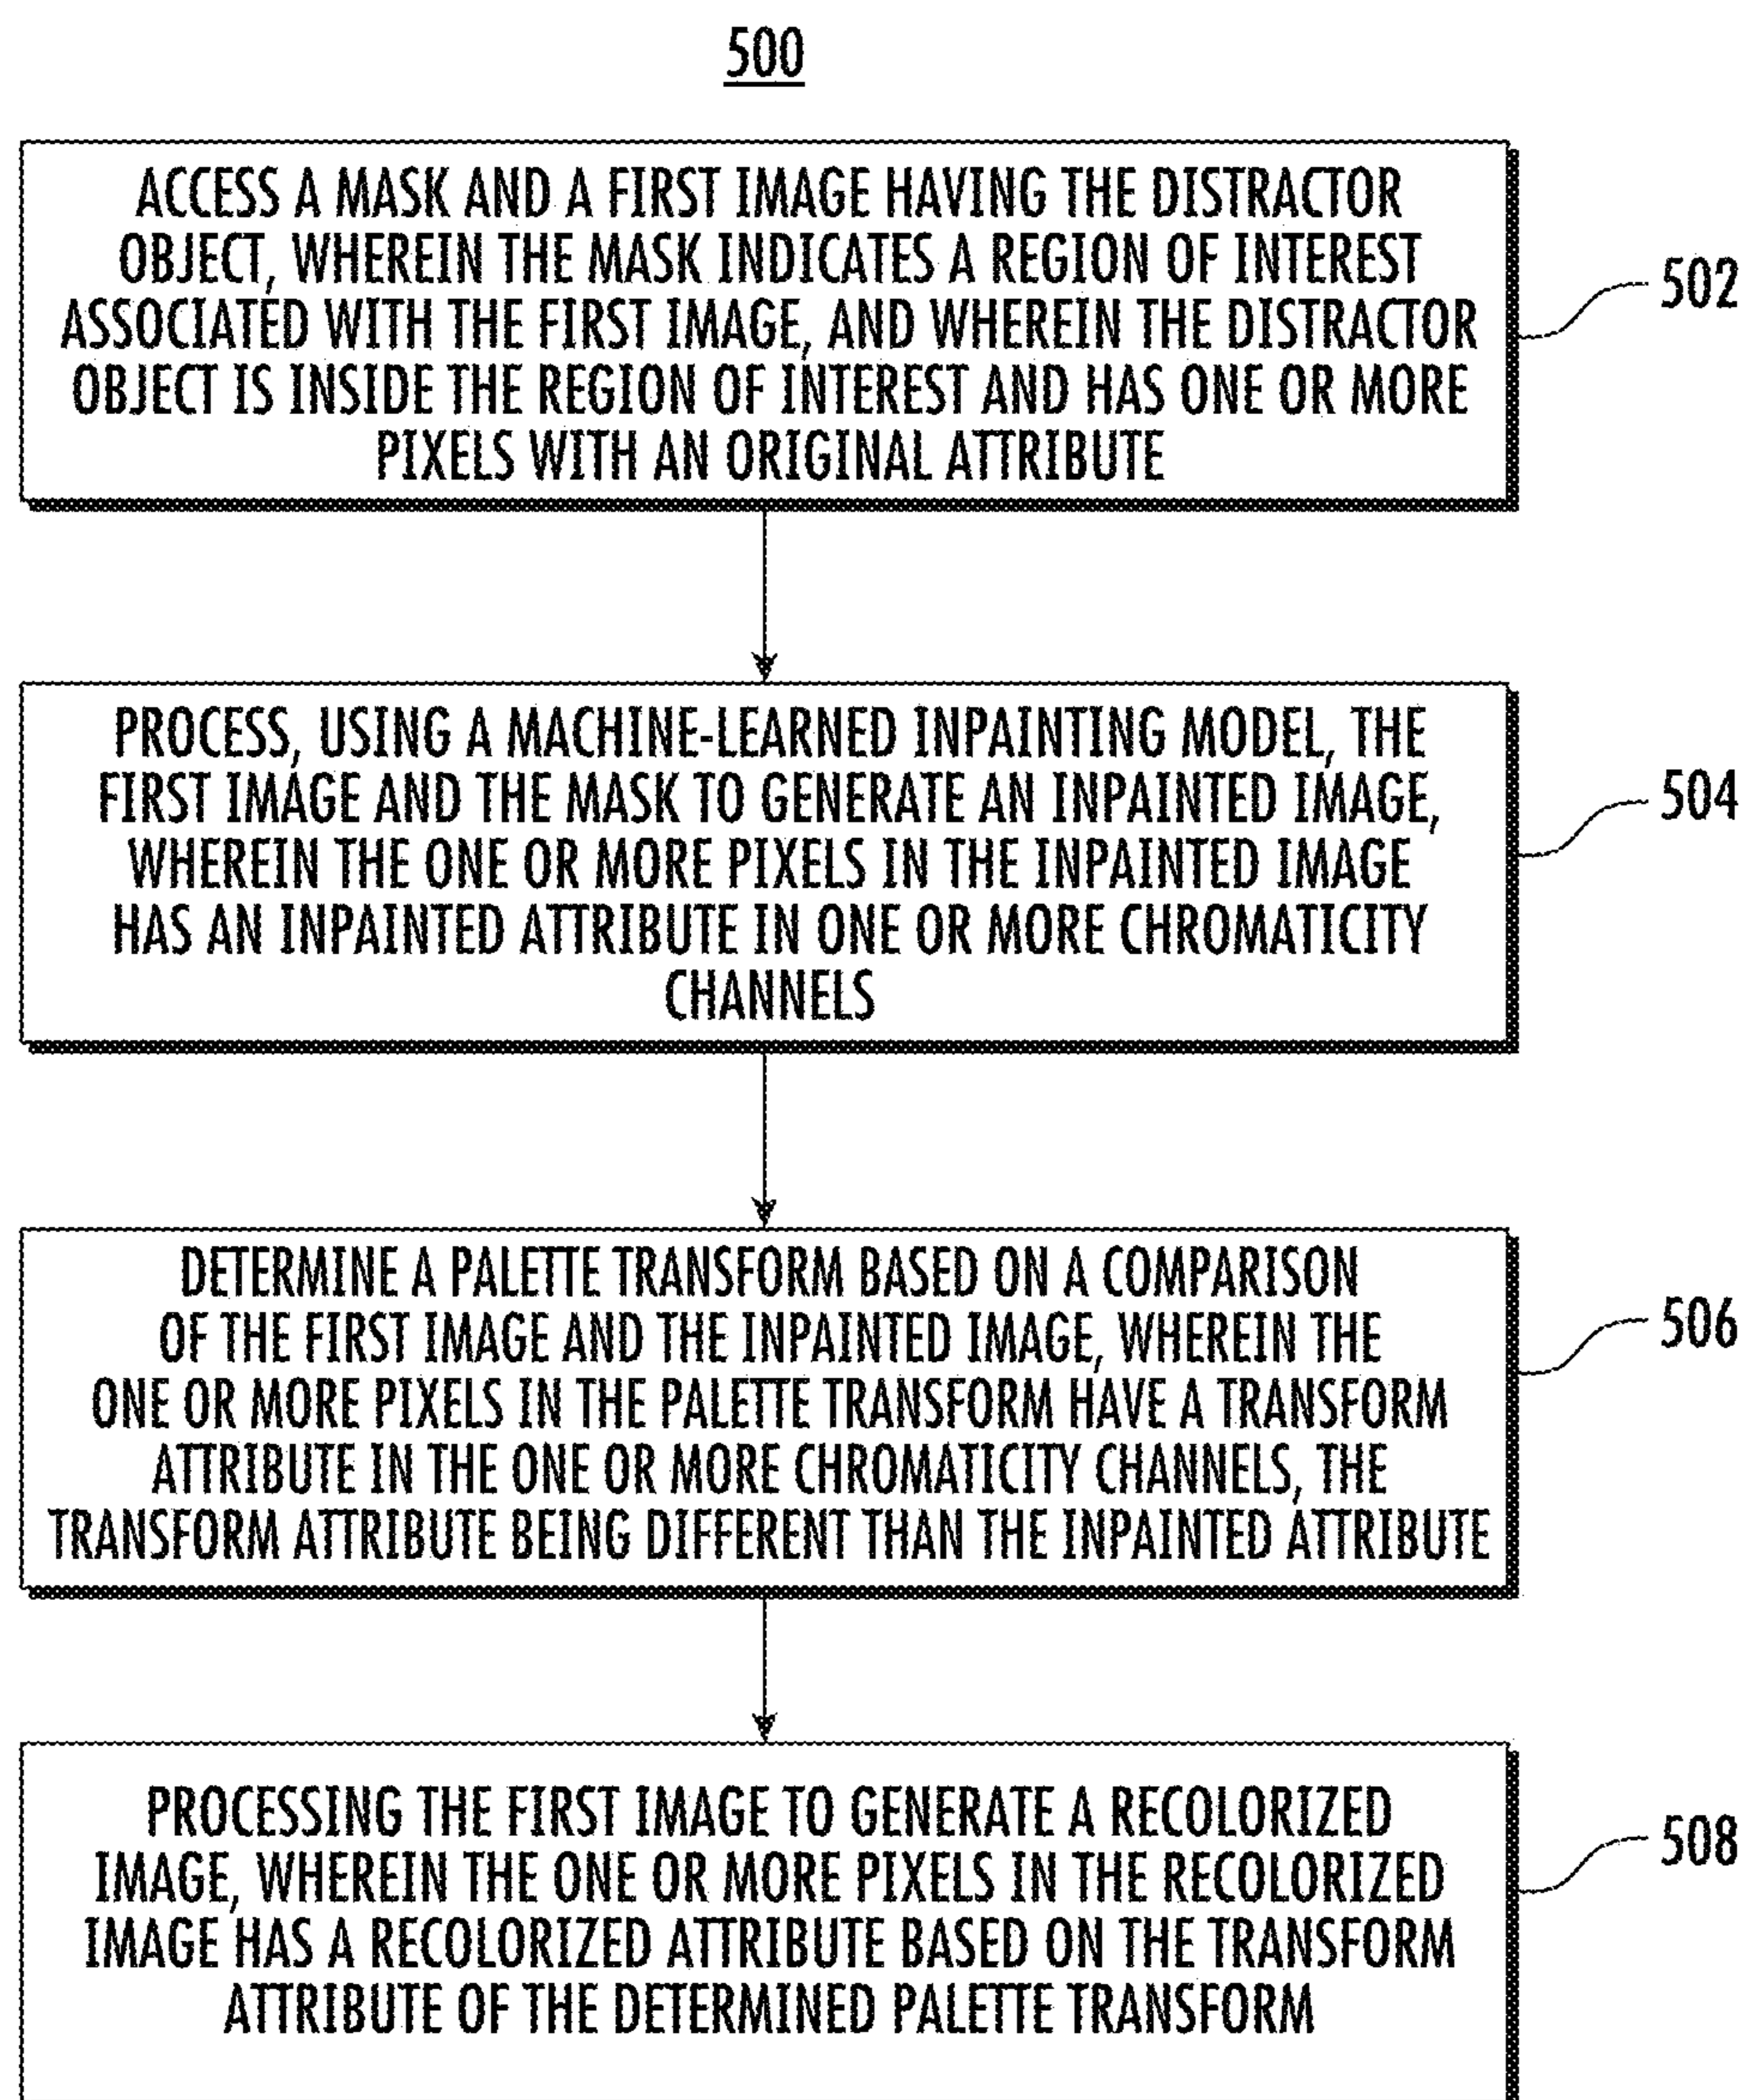 500
ACCESS A MASK AND A FIRST IMAGE HAVING THE DISTRACTOR
OBJECT, WHEREIN THE MASK INDICATES A REGION OF INTEREST
ASSOCIATED WITH THE FIRST IMAGE, AND WHEREIN THE DISTRACTOR
OBJECT IS INSIDE THE REGION OF INTEREST AND HAS ONE OR MORE
PIXELS WITH AN ORIGINAL ATTRIBUTE
502
PROCESS, USING A MACHINE-LEARNED INPAINTING MODEL, THE
FIRST IMAGE AND THE MASK TO GENERATE AN INPAINTED IMAGE,
WHEREIN THE ONE OR MORE PIXELS IN THE INPAINTED IMAGE
HAS AN INPAINTED ATTRIBUTE IN ONE OR MORE CHROMATICITY
CHANNELS
504
DETERMINE A PALETTE TRANSFORM BASED ON A COMPARISON
OF THE FIRST IMAGE AND THE INPAINTED IMAGE, WHEREIN THE
ONE OR MORE PIXELS IN THE PALETTE TRANSFORM HAVE A TRANSFORM
ATTRIBUTE IN THE ONE OR MORE CHROMATICITY CHANNELS, THE
TRANSFORM ATTRIBUTE BEING DIFFERENT THAN THE INPAINTED ATTRIBUTE
506
PROCESSING THE FIRST IMAGE TO GENERATE A RECOLORIZED
IMAGE, WHEREIN THE ONE OR MORE PIXELS IN THE RECOLORIZED
IMAGE HAS A RECOLORIZED ATTRIBUTE BASED ON THE TRANSFORM
ATTRIBUTE OF THE DETERMINED PALETTE TRANSFORM
508